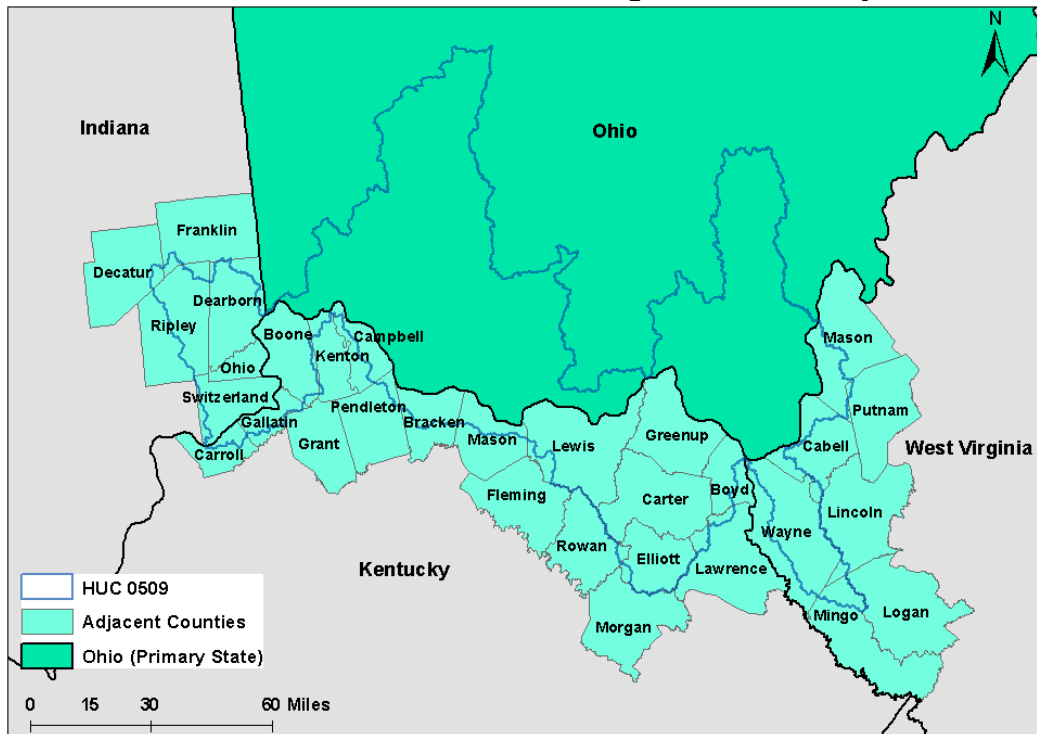 N
Indiana
Ohio
Franklin
Decatur
Dearborn
Ripley
Boone
Campbell
Kenton
Ohio
Switzerland
Gallatin
Pendleton
Bracken
Carroll
Grant
Mason
Lewis
Greenup
Mason
Putnam
Cabell
West Virginia
Fleming
Carter
Boyd
Lincoln
Wayne
Rowan
Elliott
Lawrence
Kentucky
Morgan
Mingo
Logan
HUC 0509
Adjacent Counties
Ohio (Primary State)
0 15 30 60 Miles